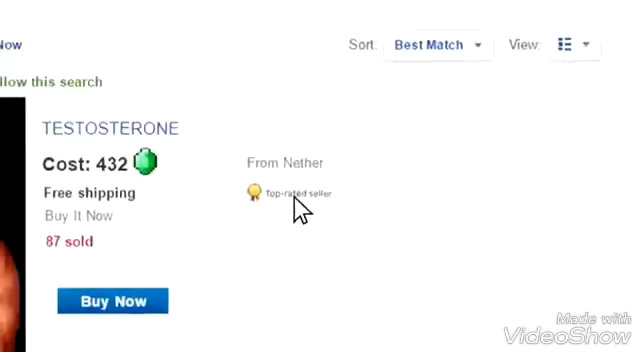 Now
Sort: Best Match View:
llow this search
TESTOSTERONE
Cost: 432
From Nether
Free shipping
Top-rated seller
Buy It Now
87 sold
Buy Now
Made with
VideoShow